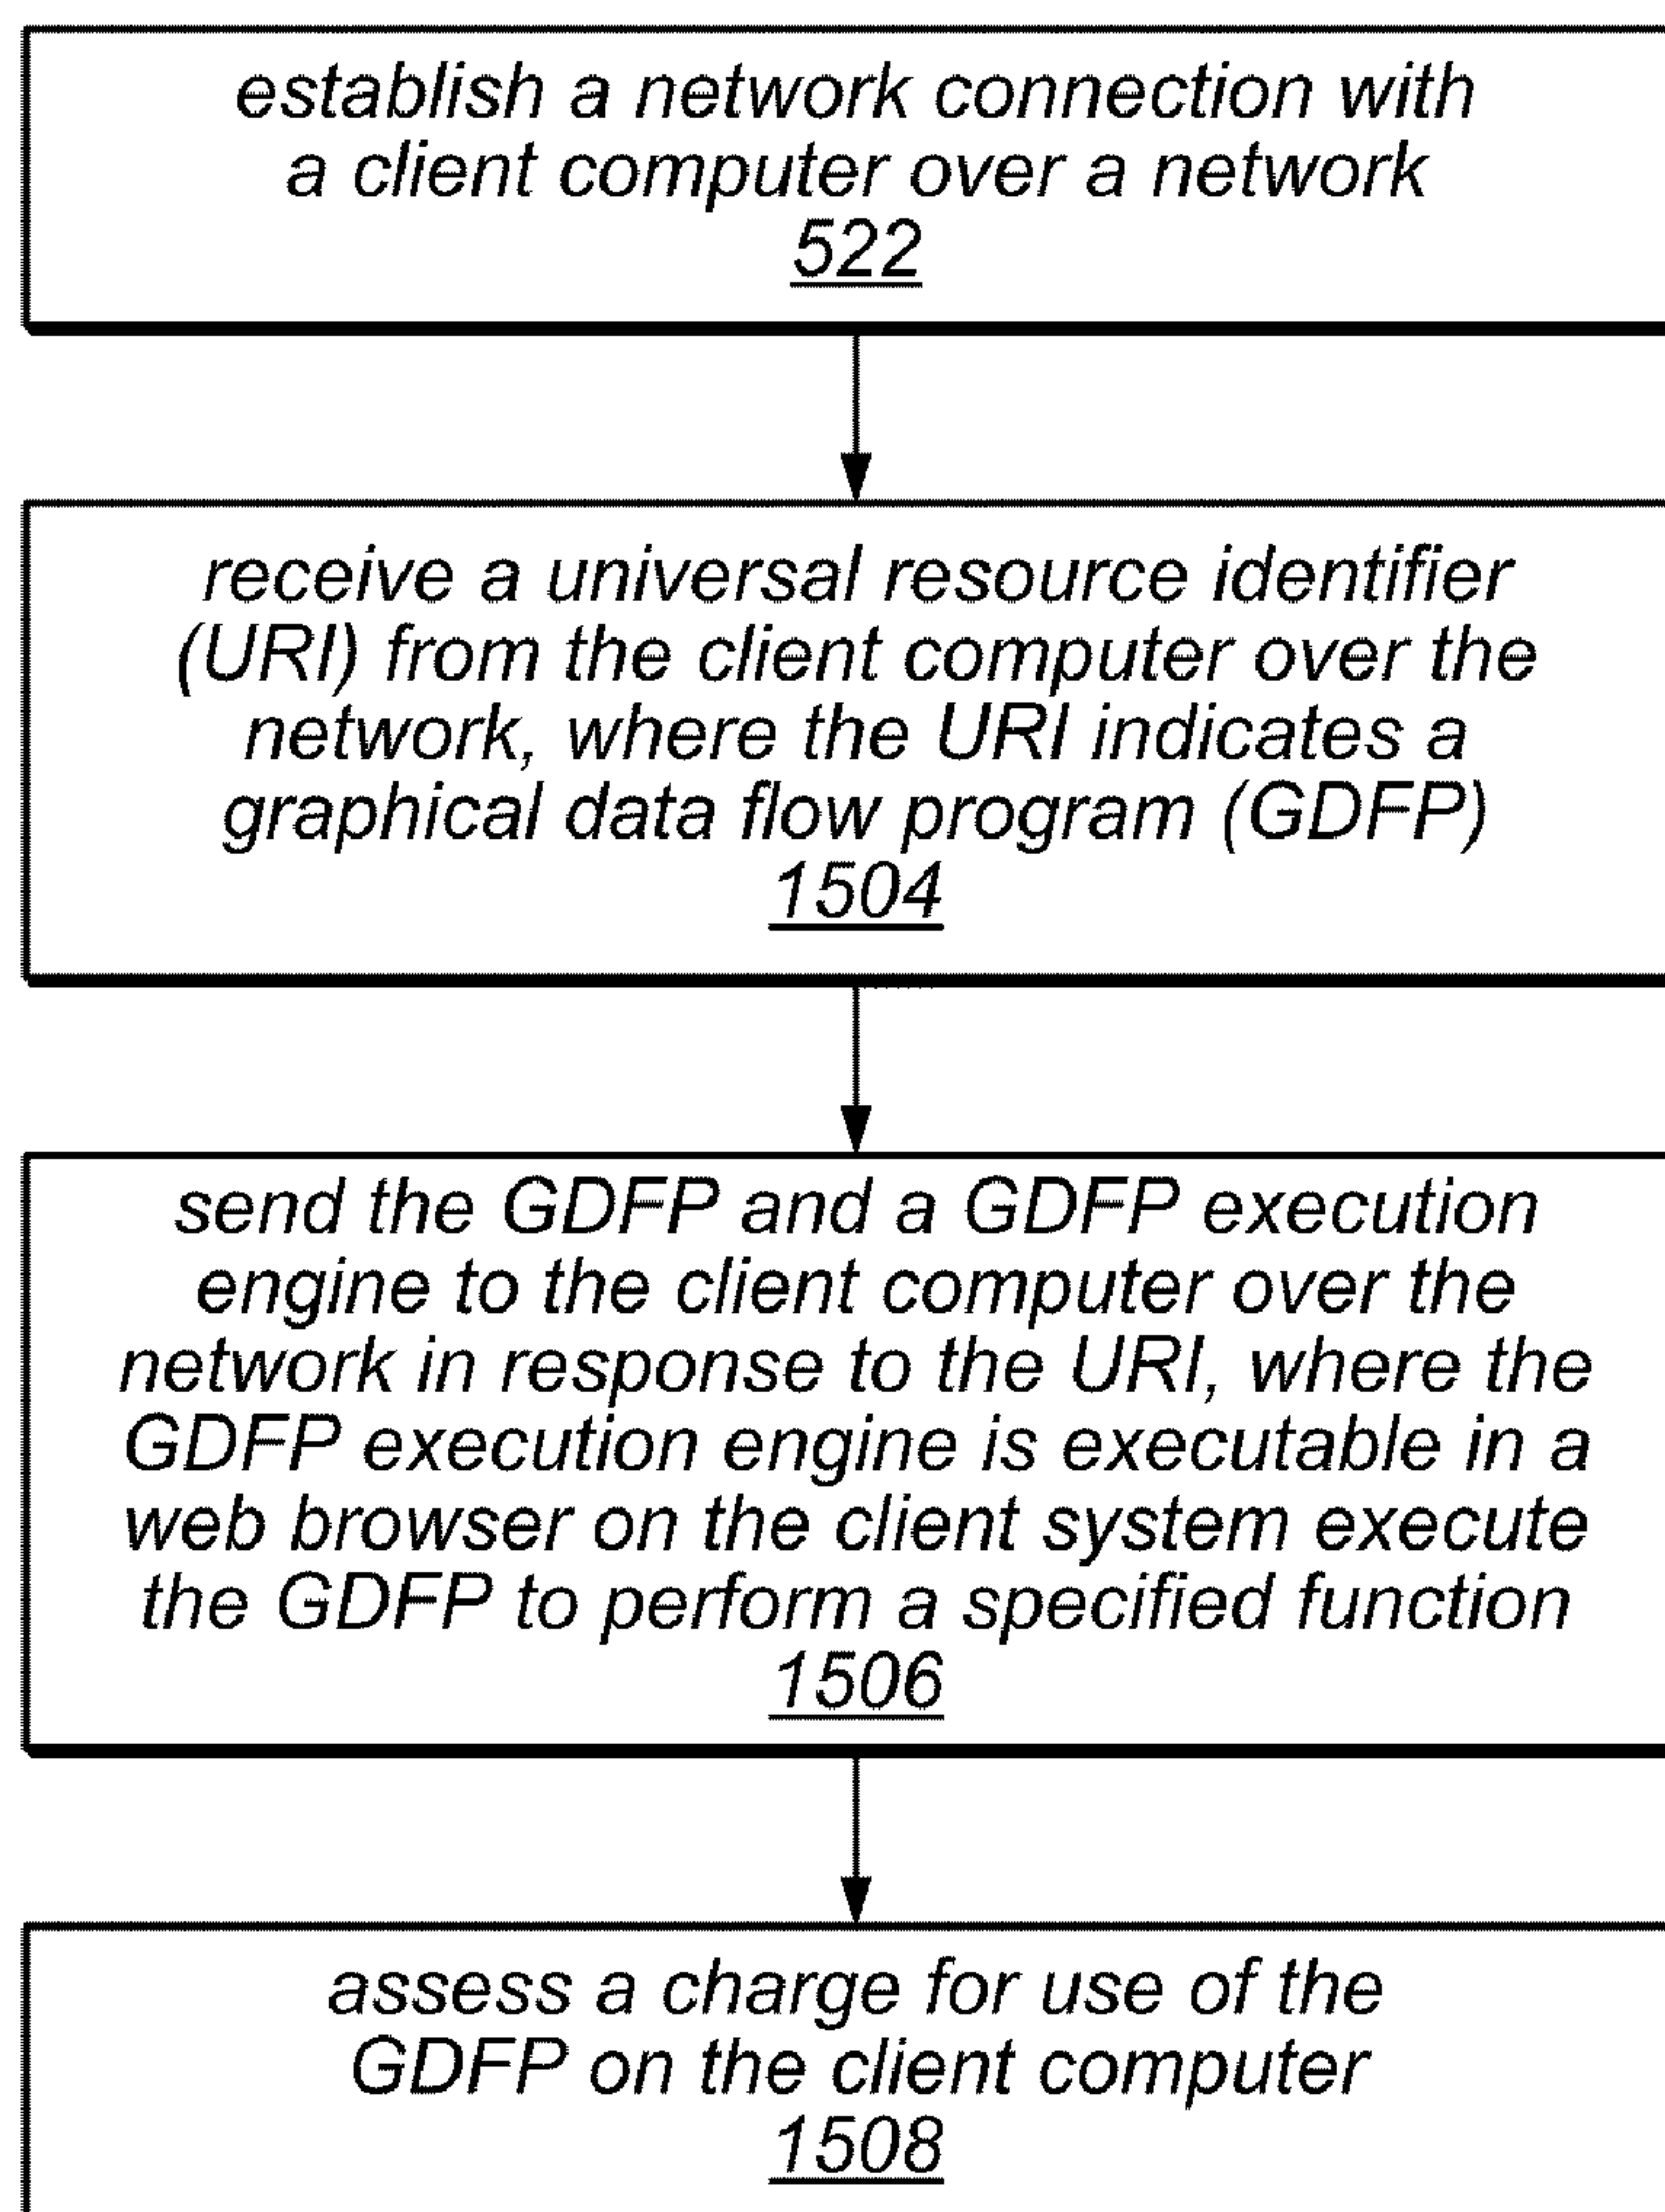 establish a network connection with
a client computer over a network
522
receive a universal resource identifier
(URI) from the client computer over the
network, where the URI indicates a
graphical data flow program (GDFP)
1504
send the GDFP and a GDFP execution
engine to the client computer over the
network in response to the URI, where the
GDFP execution engine is executable in a
web browser on the client system execute
the GDFP to perform a specified function
1506
assess a charge for use of the
GDFP on the client computer
1508